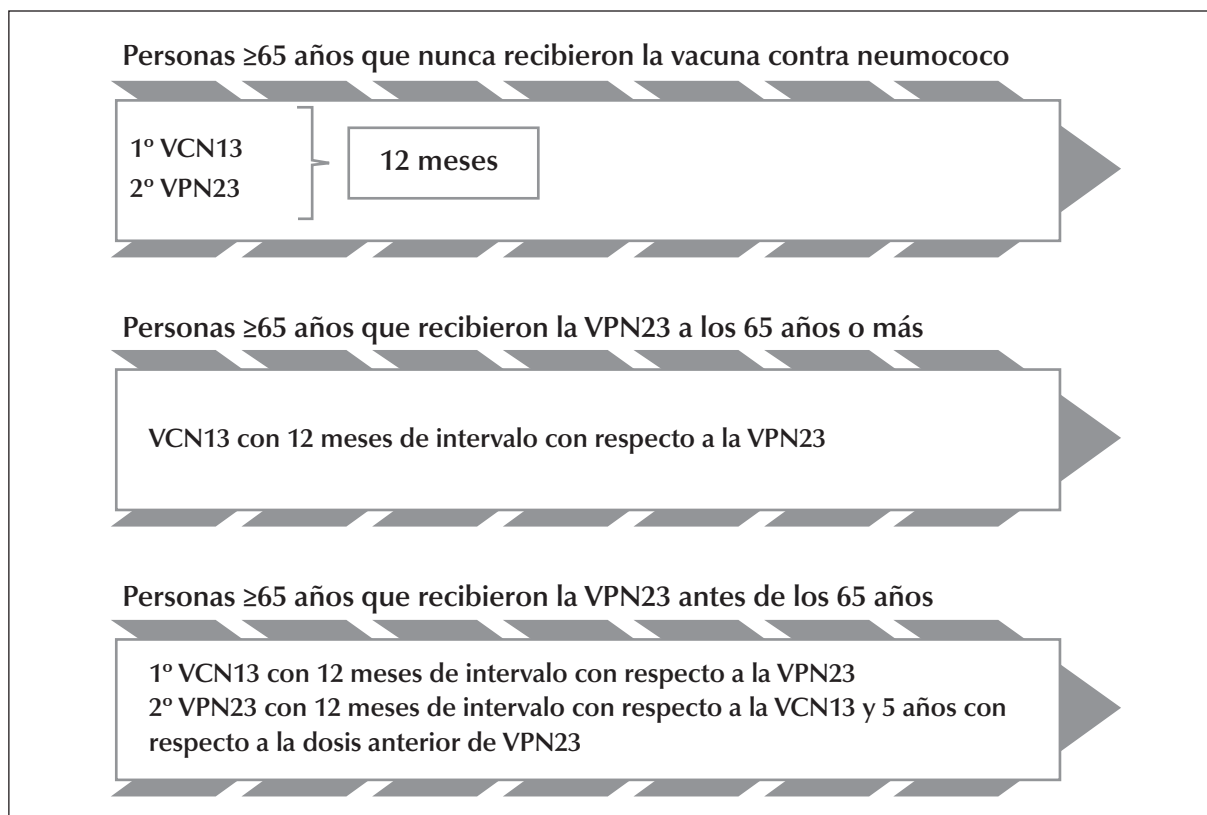 Personas ≥65 años que nunca recibieron la vacuna contra neumococo
1º VCN13
2º VPN23
12 meses
Personas ≥65 años que recibieron la VPN23 a los 65 años o más
VCN13 con 12 meses de intervalo con respecto a la VPN23
Personas ≥65 años que recibieron la VPN23 antes de los 65 años
1º VCN13 con 12 meses de intervalo con respecto a la VPN23
2º VPN23 con 12 meses de intervalo con respecto a la VCN13 y 5 años con
respecto a la dosis anterior de VPN23